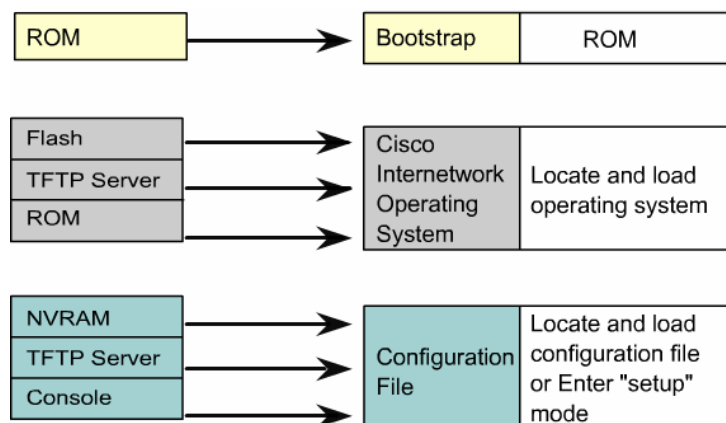 ROM
Bootstrap
ROM
Flash
TFTP Server
ROM
Cisco
Internetwork
Operating
System
Locate and load
operating system
NVRAM
TFTP Server
Console
Configuration
File
Locate and load
configuration file
or Enter "setup"
mode